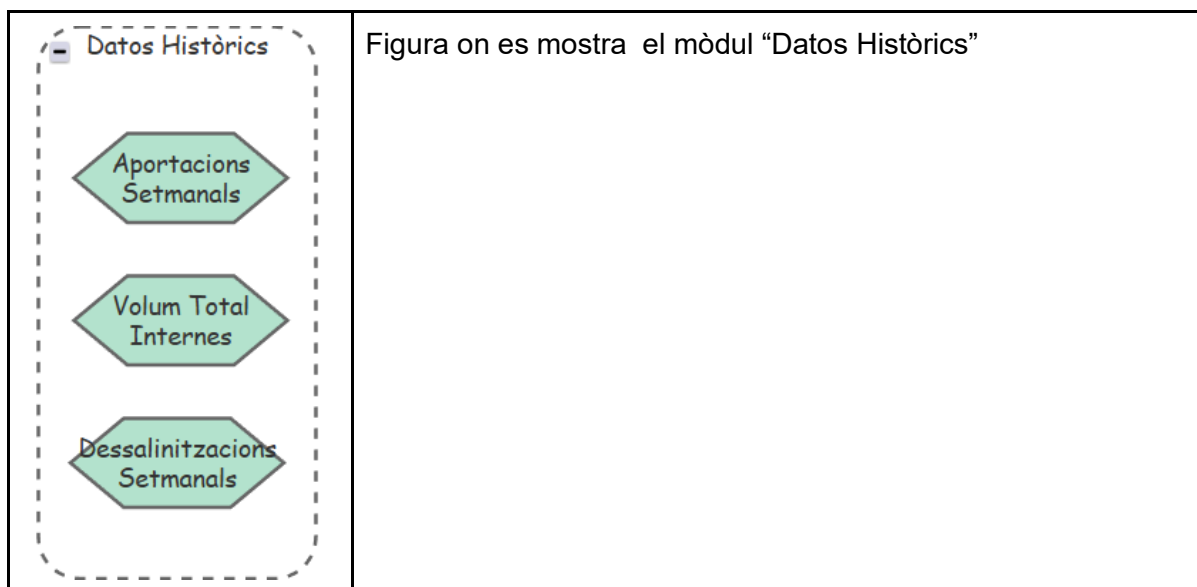 Datos Històrics
Aportacions
Setmanals
Volum Total
Internes
Dessalinitzacions
Setmanals
Figura on es mostra  el mòdul “Datos Històrics”